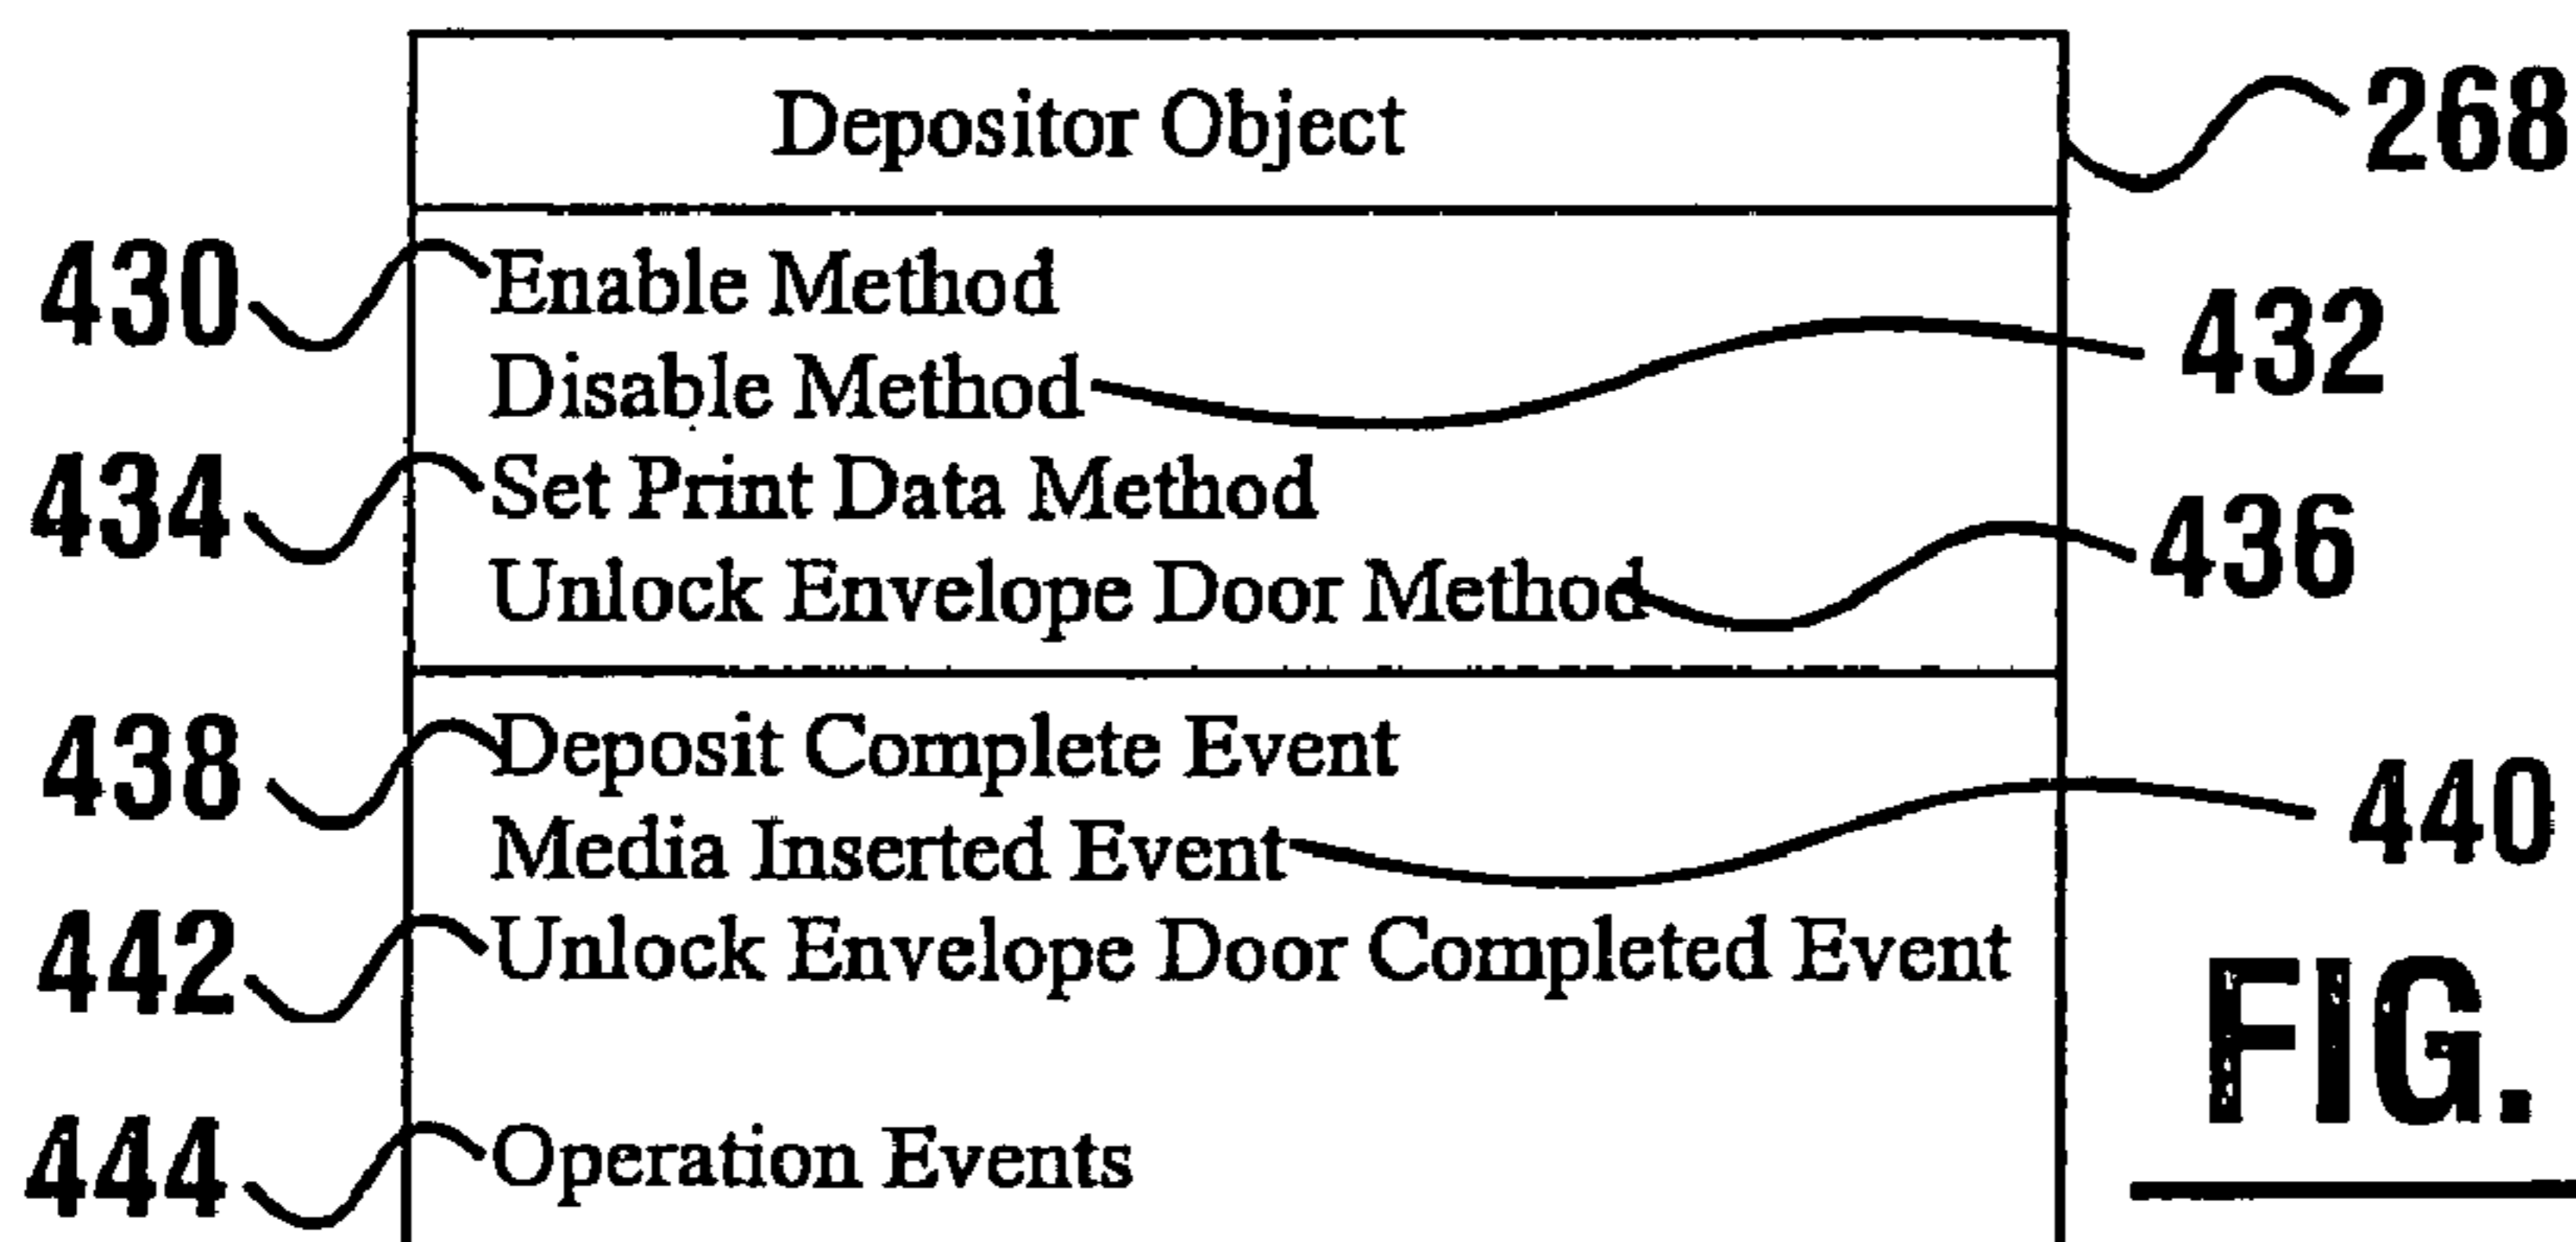 Depositor Object 268
430 Enable Method
Disable Method 432
434 Set Print Data Method
Unlock Envelope Door Method 436
438 Deposit Complete Event
Media Inserted Event 440
442 Unlock Envelope Door Completed Event
FIG.
444 Operation Events